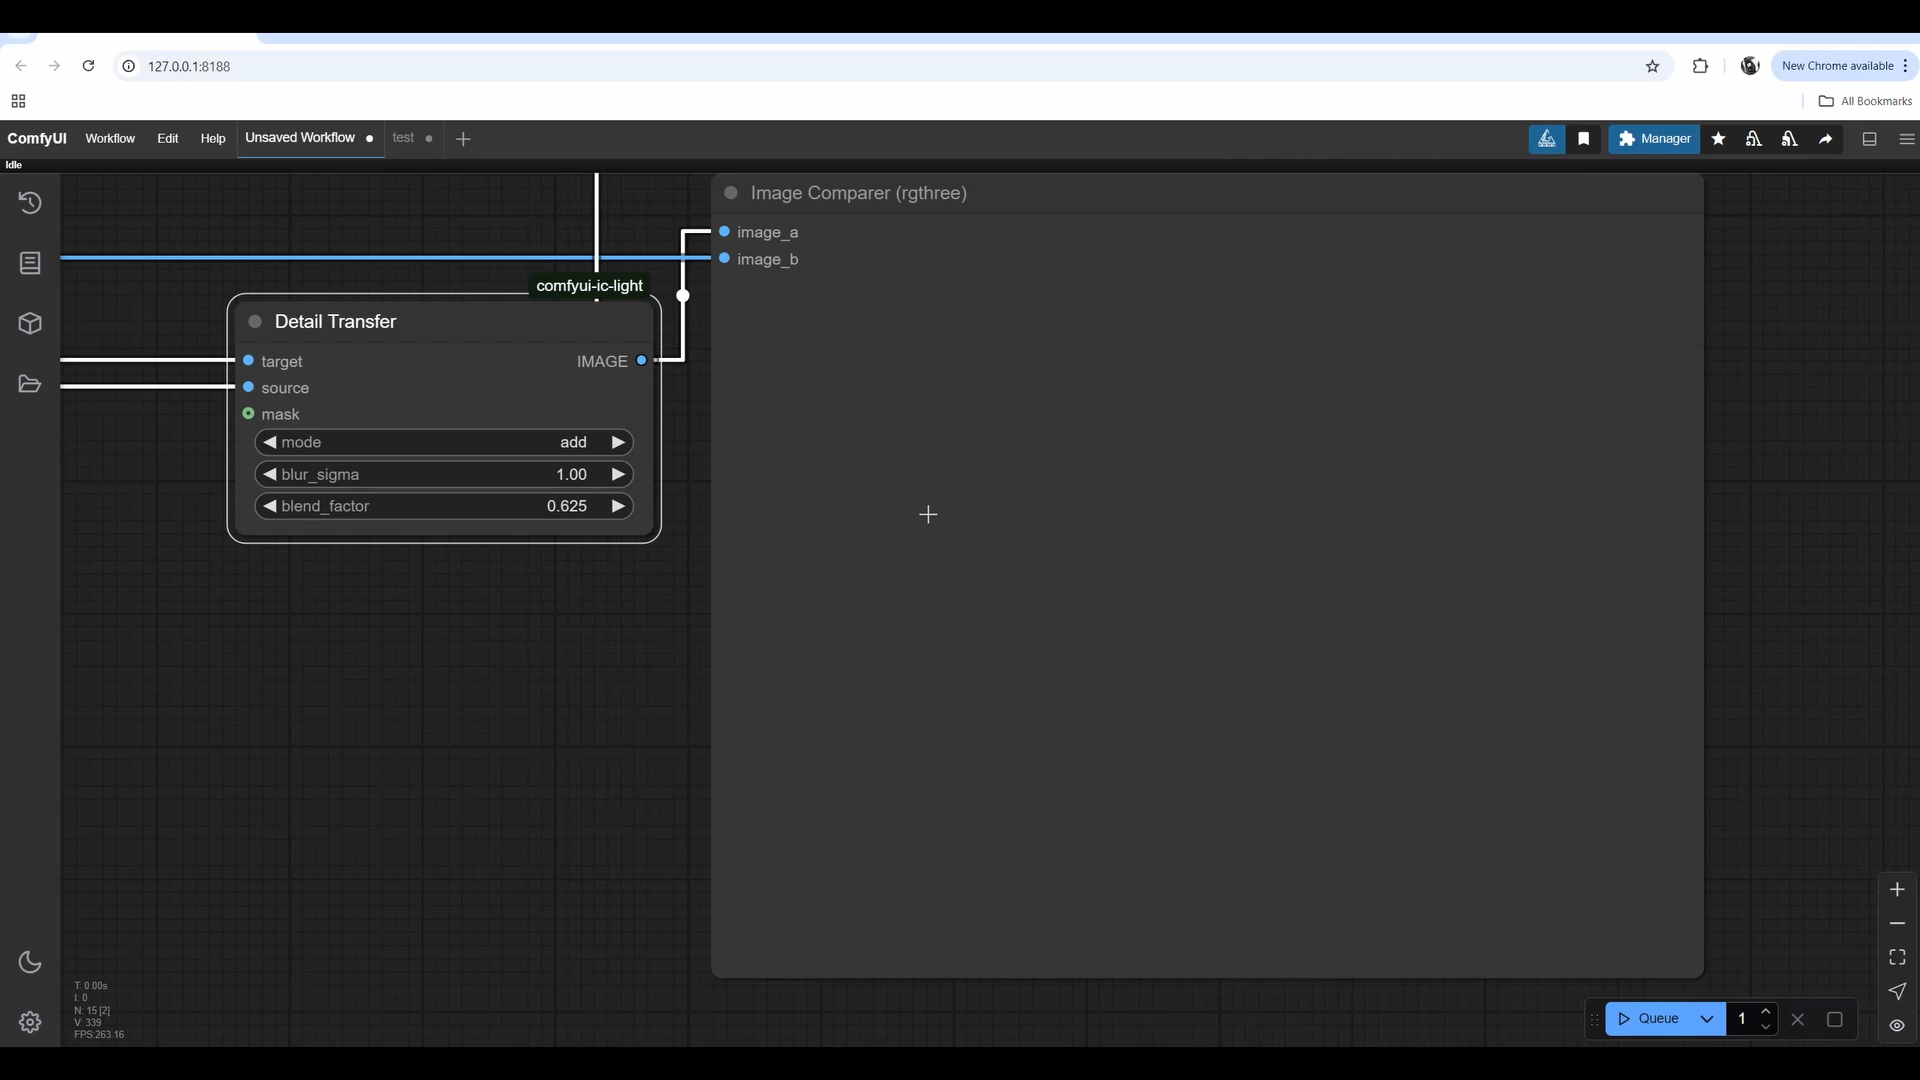 127.0.0.1:8188
New Chrome available
All Bookmarks
ComfyUI
Workflow
Edit
Help
Unsaved Workflow
test
Manager
Idle
Image Comparer (rgthree)
image_a
image_b
comfyui-ic-light
Detail Transfer
target
IMAGE
source
mask
mode
add
blur_sigma
1.00
blend_factor
0.625
T: 0.00s
I: 0
N: 15 [2]
V: 339
FPS:263.16
Queue
1